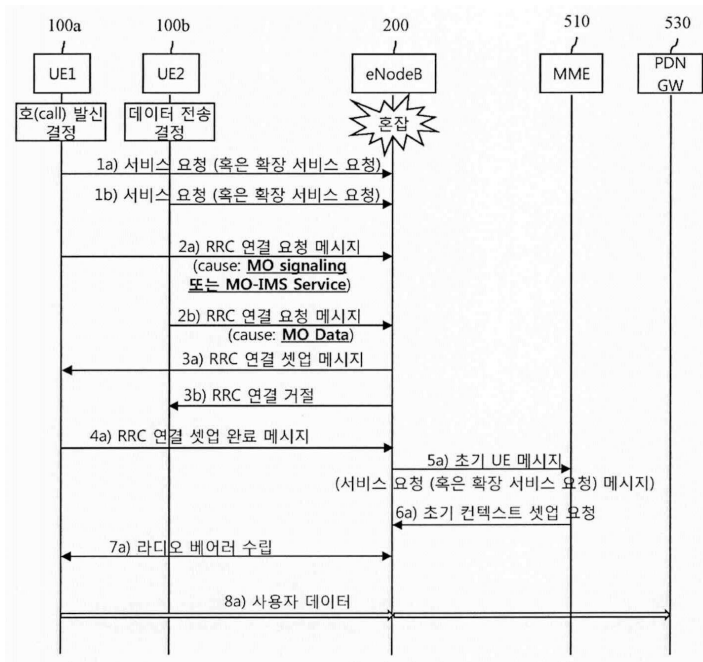 100a 100b 200 510 530
UE1 UE2 eNodeB MME PDN
GW
호(call) 발신
결정
데이터 전송
결정
혼잡
1a) 서비스 요청 (혹은 확장 서비스 요청)
1b) 서비스 요청 (혹은 확장 서비스 요청)
2a) RRC 연결 요청 메시지
(cause: MO signaling
또는 MO-IMS Service)
2b) RRC 연결 요청 메시지
(cause: MO Data)
3a) RRC 연결 셋업 메시지
3b) RRC 연결 거절
4a) RRC 연결 셋업 완료 메시지
5a) 초기 UE 메시지
(서비스 요청 (혹은 확장 서비스 요청) 메시지)
6a) 초기 컨텍스트 셋업 요청
7a) 라디오 베어러 수립
8a) 사용자 데이터